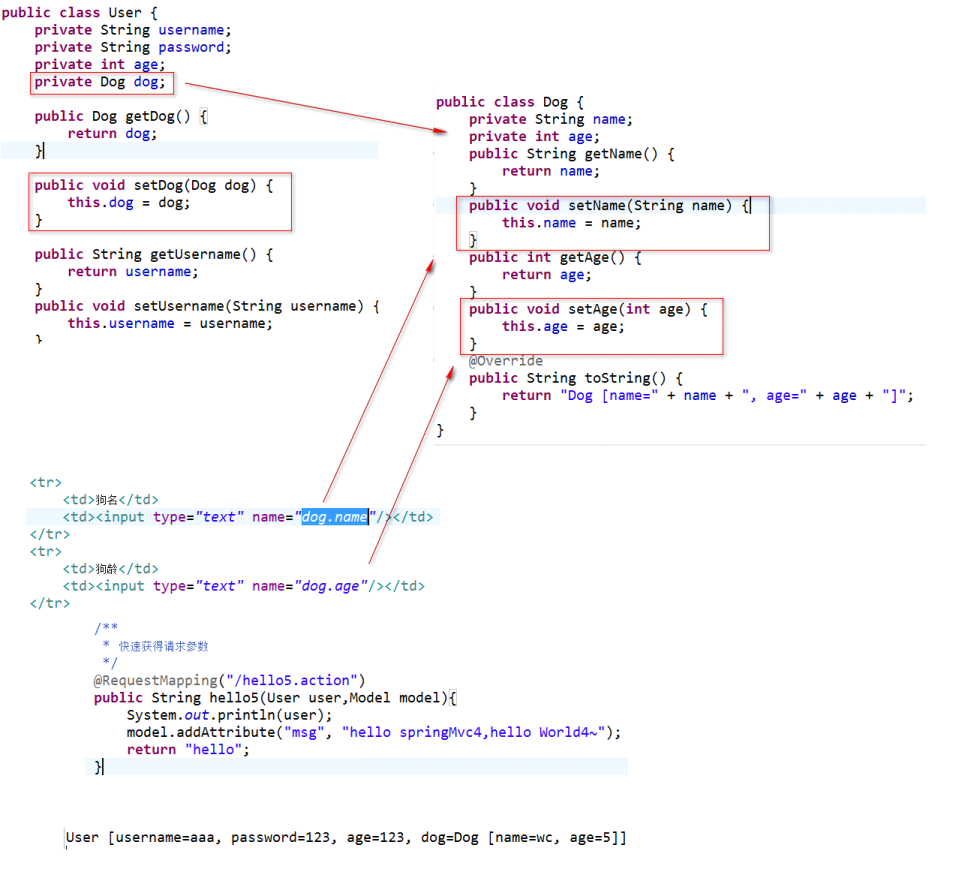 public class User {
private String username;
private String password;
private int age;
private Dog dog;
public Dog getDog() {
return dog;
}
public void setDog(Dog dog) {
this.dog = dog;
}
public String getUsername() {
return username;
}
public void setUsername(String username) {
this.username = username;
}
public class Dog {
private String name;
private int age;
public String getName() {
return name;
}
public void setName(String name) {
this.name = name;
}
public int getAge() {
return age;
}
public void setAge(int age) {
this.age = age;
}
@Override
public String toString() {
return "Dog [name=" + name + ", age=" + age + "]";
}
}
<tr>
<td>狗名</td>
<td><input type="text" name="dog.name"/></td>
</tr>
<tr>
<td>狗龄</td>
<td><input type="text" name="dog.age"/></td>
</tr>
/**
* 快速获得请求参数
*/
@RequestMapping("/hello5.action")
public String hello5(User user,Model model){
System.out.println(user);
model.addAttribute("msg", "hello springMvc4,hello World4~");
return "hello";
}
User [username=aaa, password=123, age=123, dog=Dog [name=wc, age=5]]